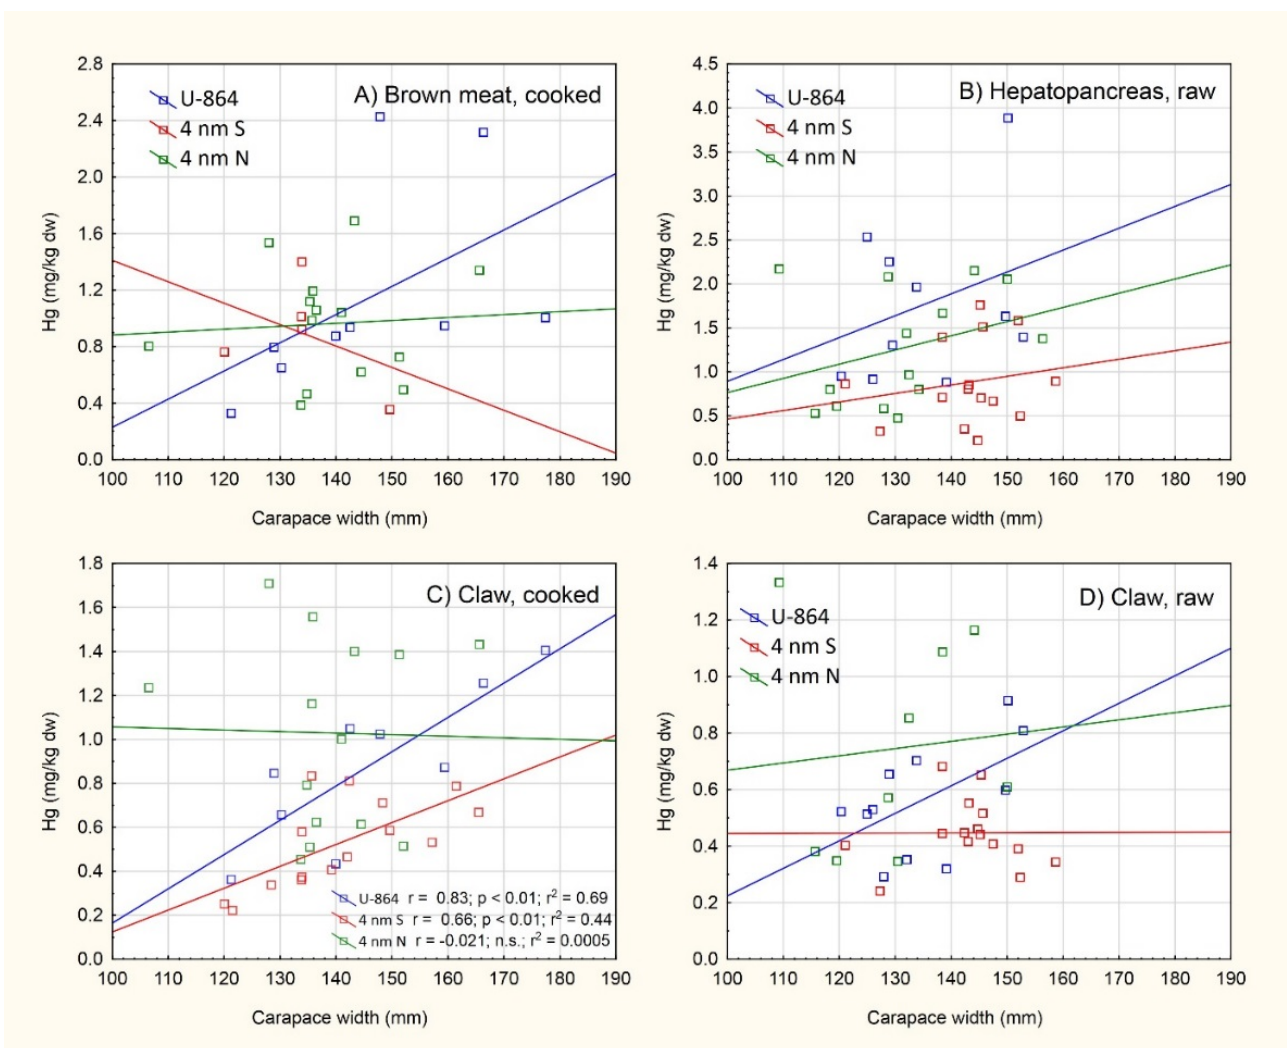 A) Brown meat, cooked
U-864
4 nm S
4 nm N
Hg (mg/kg dw)
2.8
2.4
2.0
1.6
1.2
0.8
0.4
0.0
100 110 120 130 140 150 160 170 180 190
Carapace width (mm)
B) Hepatopancreas, raw
U-864
4 nm S
4 nm N
Hg (mg/kg dw)
4.5
4.0
3.5
3.0
2.5
2.0
1.5
1.0
0.5
0.0
100 110 120 130 140 150 160 170 180 190
Carapace width (mm)
C) Claw, cooked
Hg (mg/kg dw)
1.8
1.6
1.4
1.2
1.0
0.8
0.6
0.4
0.2
0.0
U-864 r = 0.83; p < 0.01; r² = 0.69
4 nm S r = 0.66; p < 0.01; r² = 0.44
4 nm N r = -0.021; n.s.; r² = 0.0005
100 110 120 130 140 150 160 170 180 190
Carapace width (mm)
D) Claw, raw
U-864
4 nm S
4 nm N
Hg (mg/kg dw)
1.4
1.2
1.0
0.8
0.6
0.4
0.2
0.0
100 110 120 130 140 150 160 170 180 190
Carapace width (mm)